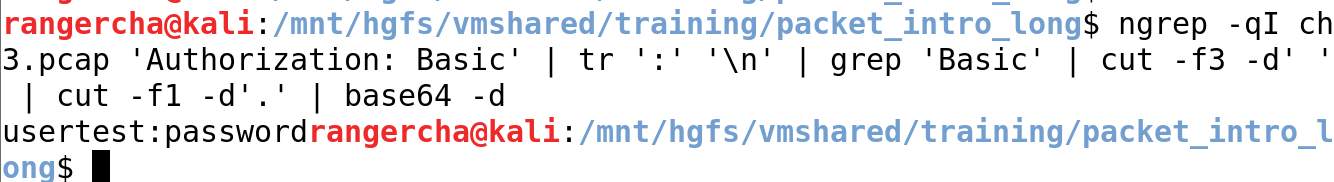 rangercha@kali:/mnt/hgfs/vmshared/training/packet_intro_long$ ngrep -qI ch
3.pcap 'Authorization: Basic' | tr ':' '\n' | grep 'Basic' | cut -f3 -d' '
 | cut -f1 -d'.' | base64 -d
usertest:passwordrangercha@kali:/mnt/hgfs/vmshared/training/packet_intro_l
ong$